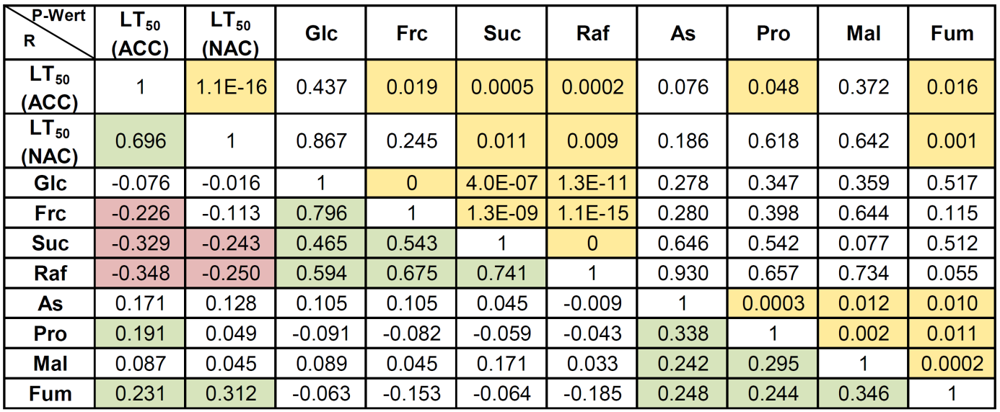 P-Wert
R
LT50 (ACC) LT50 (NAC) Glc Frc Suc Raf As Pro Mal Fum
LT50 (ACC) 1 1.1E-16 0.437 0.019 0.0005 0.0002 0.076 0.048 0.372 0.016
LT50 (NAC) 0.696 1 0.867 0.245 0.011 0.009 0.186 0.618 0.642 0.001
Glc -0.076 -0.016 1 0 4.0E-07 1.3E-11 0.278 0.347 0.359 0.517
Frc -0.226 -0.113 0.796 1 1.3E-09 1.1E-15 0.280 0.398 0.644 0.115
Suc -0.329 -0.243 0.465 0.543 1 0 0.646 0.542 0.077 0.512
Raf -0.348 -0.250 0.594 0.675 0.741 1 0.930 0.657 0.734 0.055
As 0.171 0.128 0.105 0.105 0.045 -0.009 1 0.0003 0.012 0.010
Pro 0.191 0.049 -0.091 -0.082 -0.059 -0.043 0.338 1 0.002 0.011
Mal 0.087 0.045 0.089 0.045 0.171 0.033 0.242 0.295 1 0.0002
Fum 0.231 0.312 -0.063 -0.153 -0.064 -0.185 0.248 0.244 0.346 1